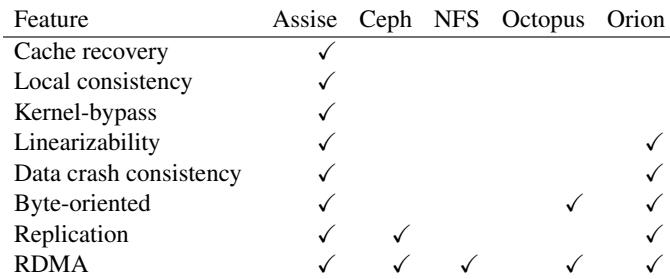 Feature Assise Ceph NFS Octopus Orion
Cache recovery ✓
Local consistency ✓
Kernel-bypass ✓
Linearizability ✓ ✓
Data crash consistency ✓ ✓
Byte-oriented ✓ ✓ ✓
Replication ✓ ✓ ✓
RDMA ✓ ✓ ✓ ✓ ✓